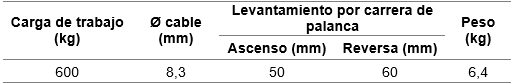 Carga de trabajo (kg) Ø cable (mm) Levantamiento por carrera de palanca Peso (kg)
Ascenso (mm) Reversa (mm)
600 8,3 50 60 6,4